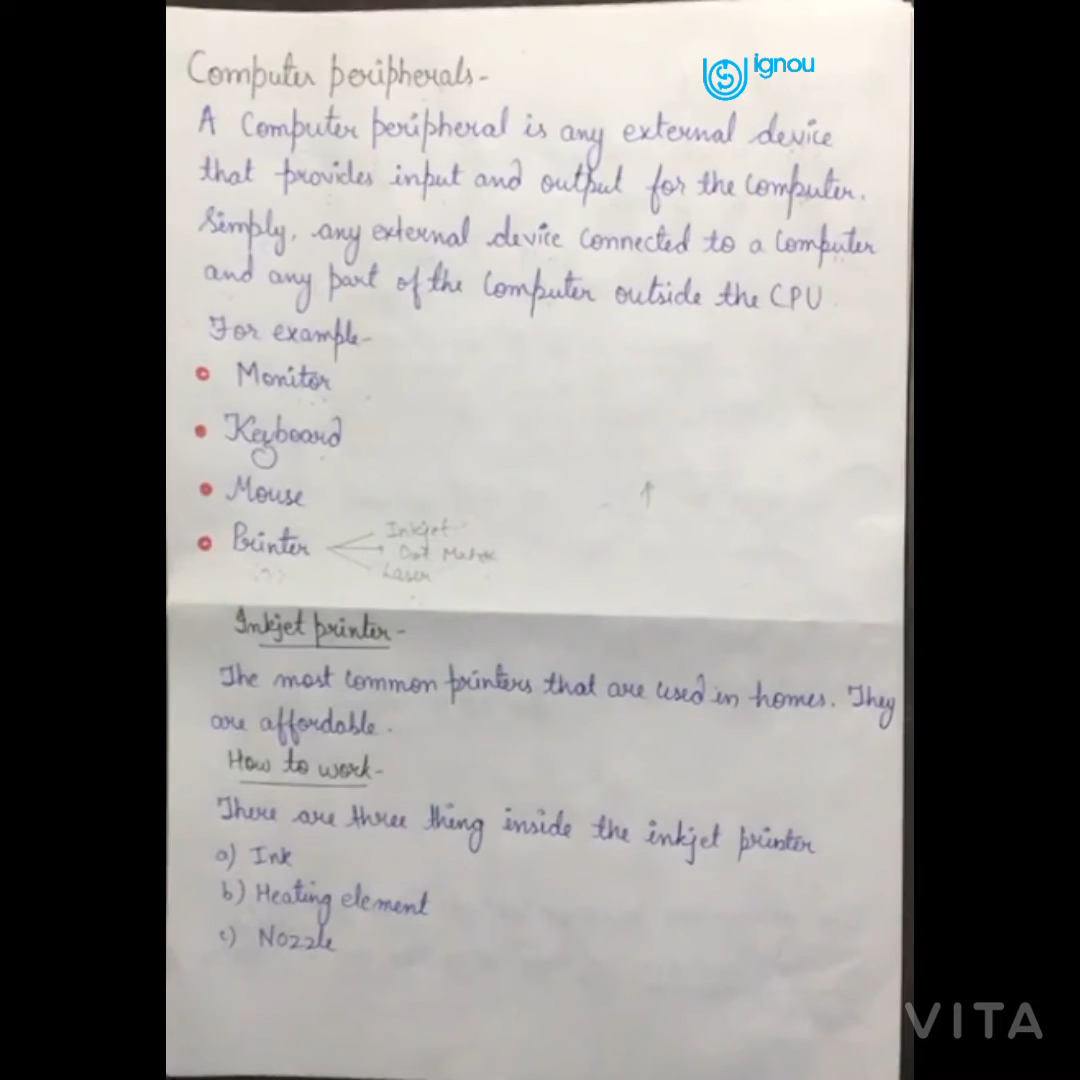 Computer peripherals-
ignou
A Computer peripheral is any external device
that provides input and output for the computer.
Simply, any external device connected to a computer
and any part of the computer outside the CPU
For example-
Monitor
Keyboard
Mouse
Printer
Inkjet
Dot Matrix
Laser
Inkjet printer-
The most common printers that are used in homes. They
are affordable.
How to work-
There are three thing inside the inkjet printer
a) Ink
b) Heating element
c) Nozzle
VITA